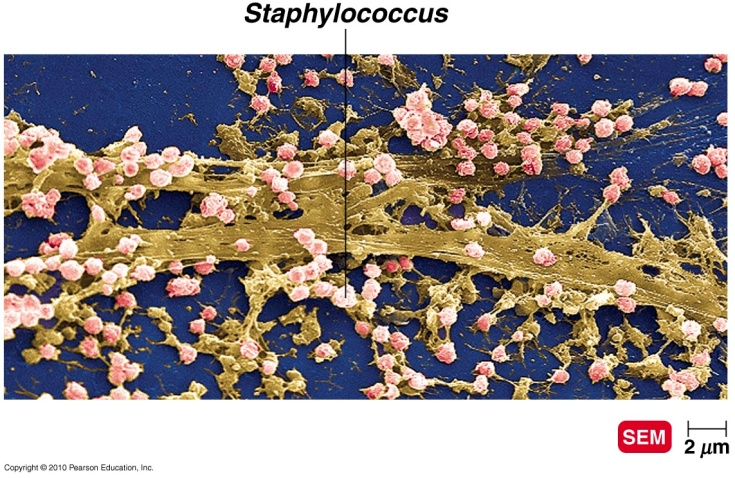 Staphylococcus
SEM
2 μm
Copyright © 2010 Pearson Education, Inc.